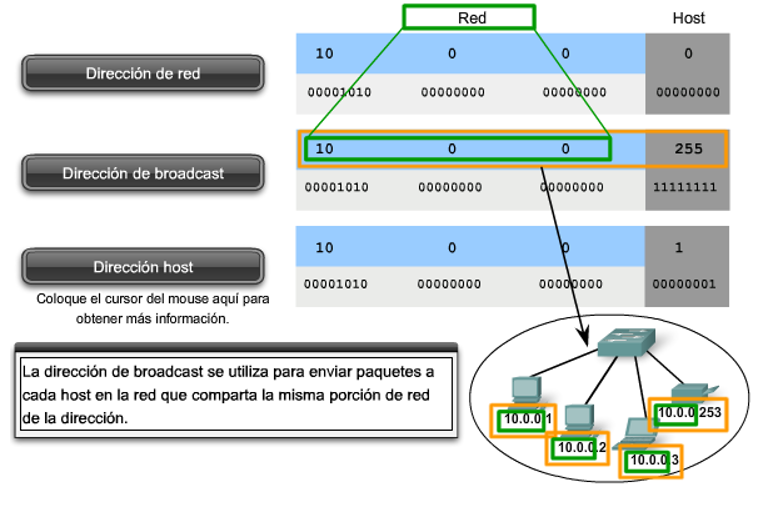 Red Host
Dirección de red
10 0 0 0
00001010 00000000 00000000 00000000
Dirección de broadcast
10 0 0 255
00001010 00000000 00000000 11111111
Dirección host
10 0 0 1
00001010 00000000 00000000 00000001
Coloque el cursor del mouse aquí para
obtener más información.
La dirección de broadcast se utiliza para enviar paquetes a
cada host en la red que comparta la misma porción de red
de la dirección.
10.0.0.1
10.0.0.2
10.0.0.3
10.0.0.253